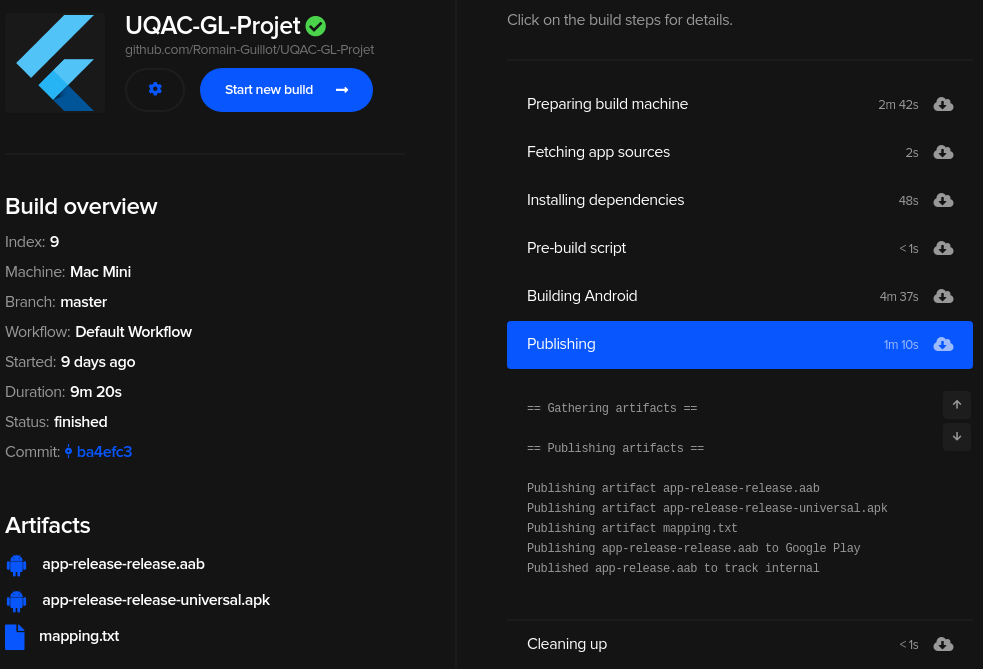 UQAC-GL-Projet
github.com/Romain-Guillot/UQAC-GL-Projet
Start new build
Build overview
Index: 9
Machine: Mac Mini
Branch: master
Workflow: Default Workflow
Started: 9 days ago
Duration: 9m 20s
Status: finished
Commit: ba4efc3
Artifacts
app-release-release.aab
app-release-release-universal.apk
mapping.txt
Click on the build steps for details.
Preparing build machine 2m 42s
Fetching app sources 2s
Installing dependencies 48s
Pre-build script < 1s
Building Android 4m 37s
Publishing 1m 10s
== Gathering artifacts ==
== Publishing artifacts ==
Publishing artifact app-release-release.aab
Publishing artifact app-release-release-universal.apk
Publishing artifact mapping.txt
Publishing app-release-release.aab to Google Play
Published app-release.aab to track internal
Cleaning up < 1s